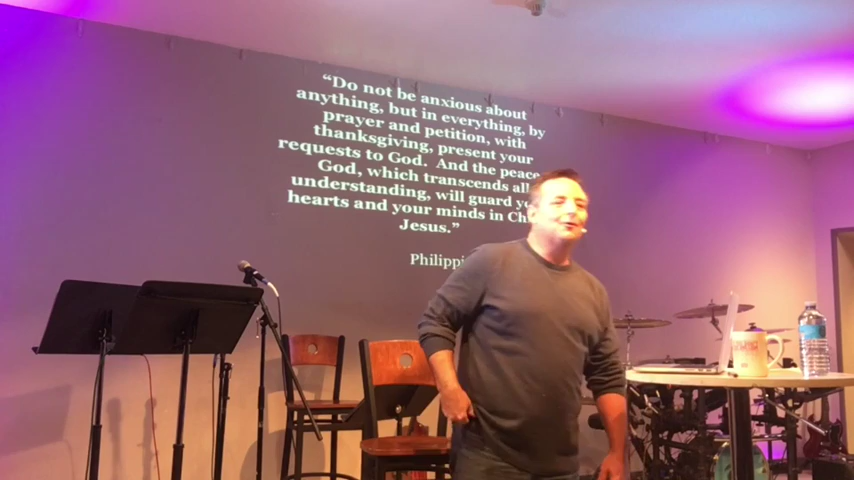 “Do not be anxious about
anything, but in everything, by
prayer and petition, with
thanksgiving, present your
requests to God.  And the peace
God, which transcends all
understanding, will guard
hearts and your minds in
Jesus.”